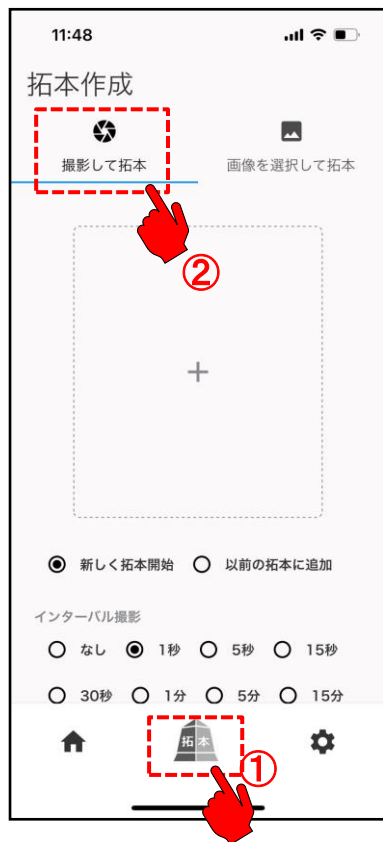 11:48
拓本作成
撮影して拓本
画像を選択して拓本
②
+
新しく拓本開始 以前の拓本に追加
インターバル撮影
なし 1秒 5秒 15秒
30秒 1分 5分 15分
拓本
①